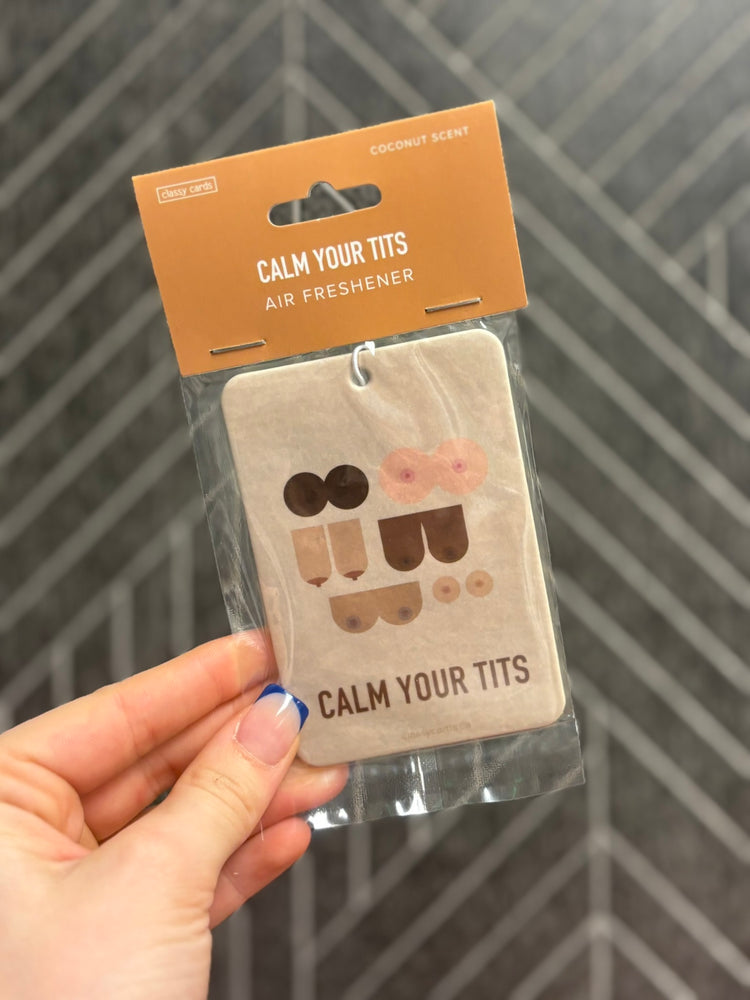 COCONUT SCENT
classy cards
CALM YOUR TITS
AIR FRESHENER
CALM YOUR TITS